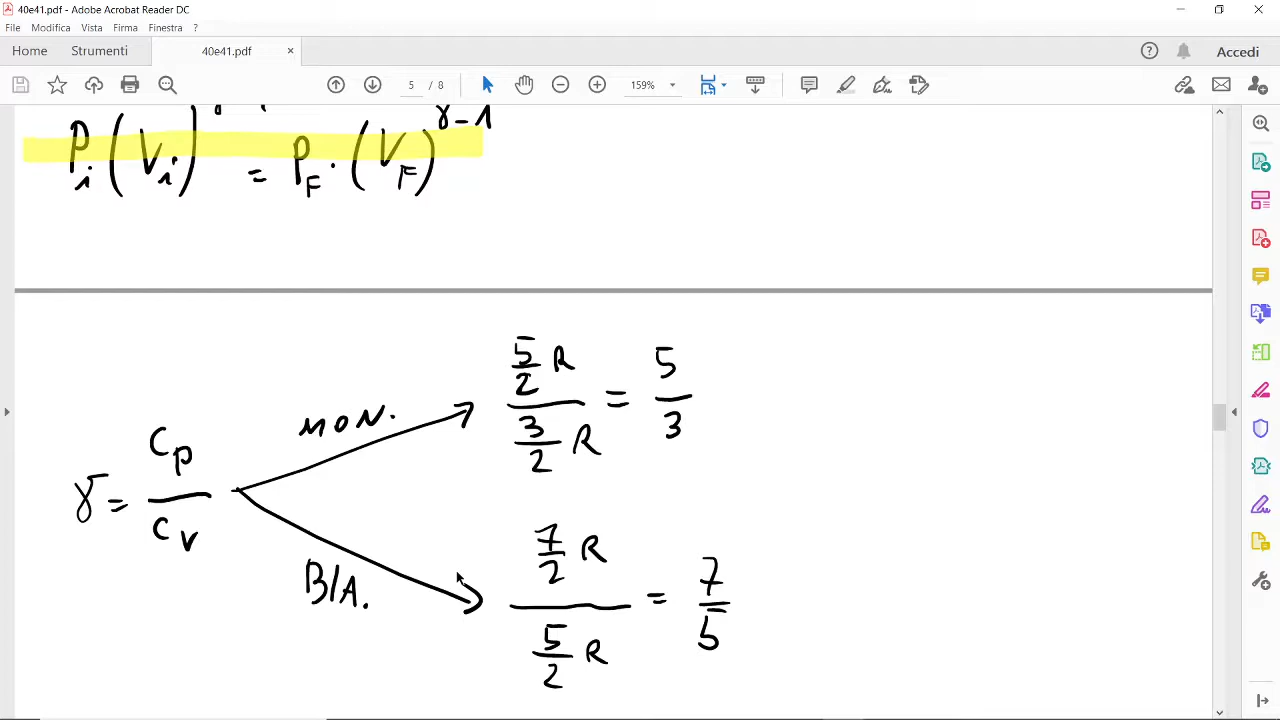 40e41.pdf - Adobe Acrobat Reader DC
File Modifica Vista Firma Finestra ?
Home Strumenti 40e41.pdf × Accedi
5 / 8 159%
γ-1
P_i (V_i) = P_F · (V_F)
5/2 R / 3/2 R = 5/3
MON.
γ = C_P / C_V
7/2 R / 5/2 R = 7/5
B/A.